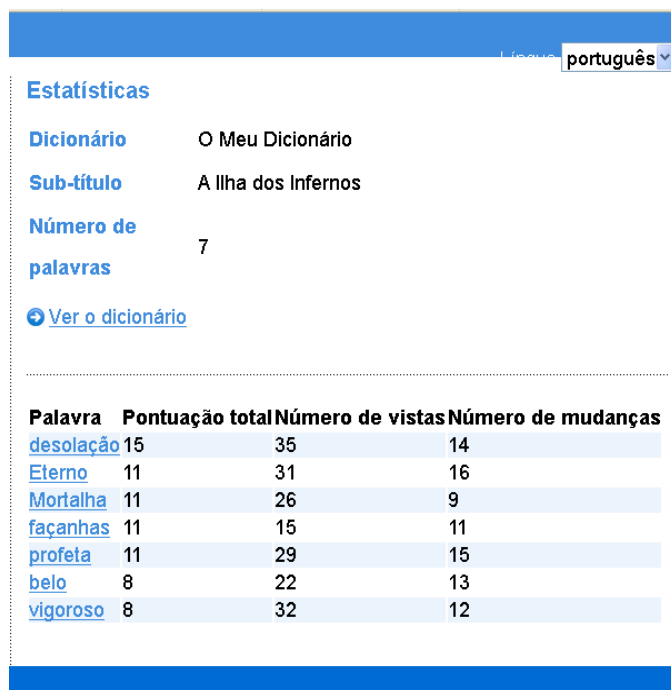 português
Estatísticas
Dicionário O Meu Dicionário
Sub-título A Ilha dos Infernos
Número de
palavras
7
Ver o dicionário
Palavra Pontuação total Número de vistas Número de mudanças
desolação 15 35 14
Eterno 11 31 16
Mortalha 11 26 9
façanhas 11 15 11
profeta 11 29 15
belo 8 22 13
vigoroso 8 32 12